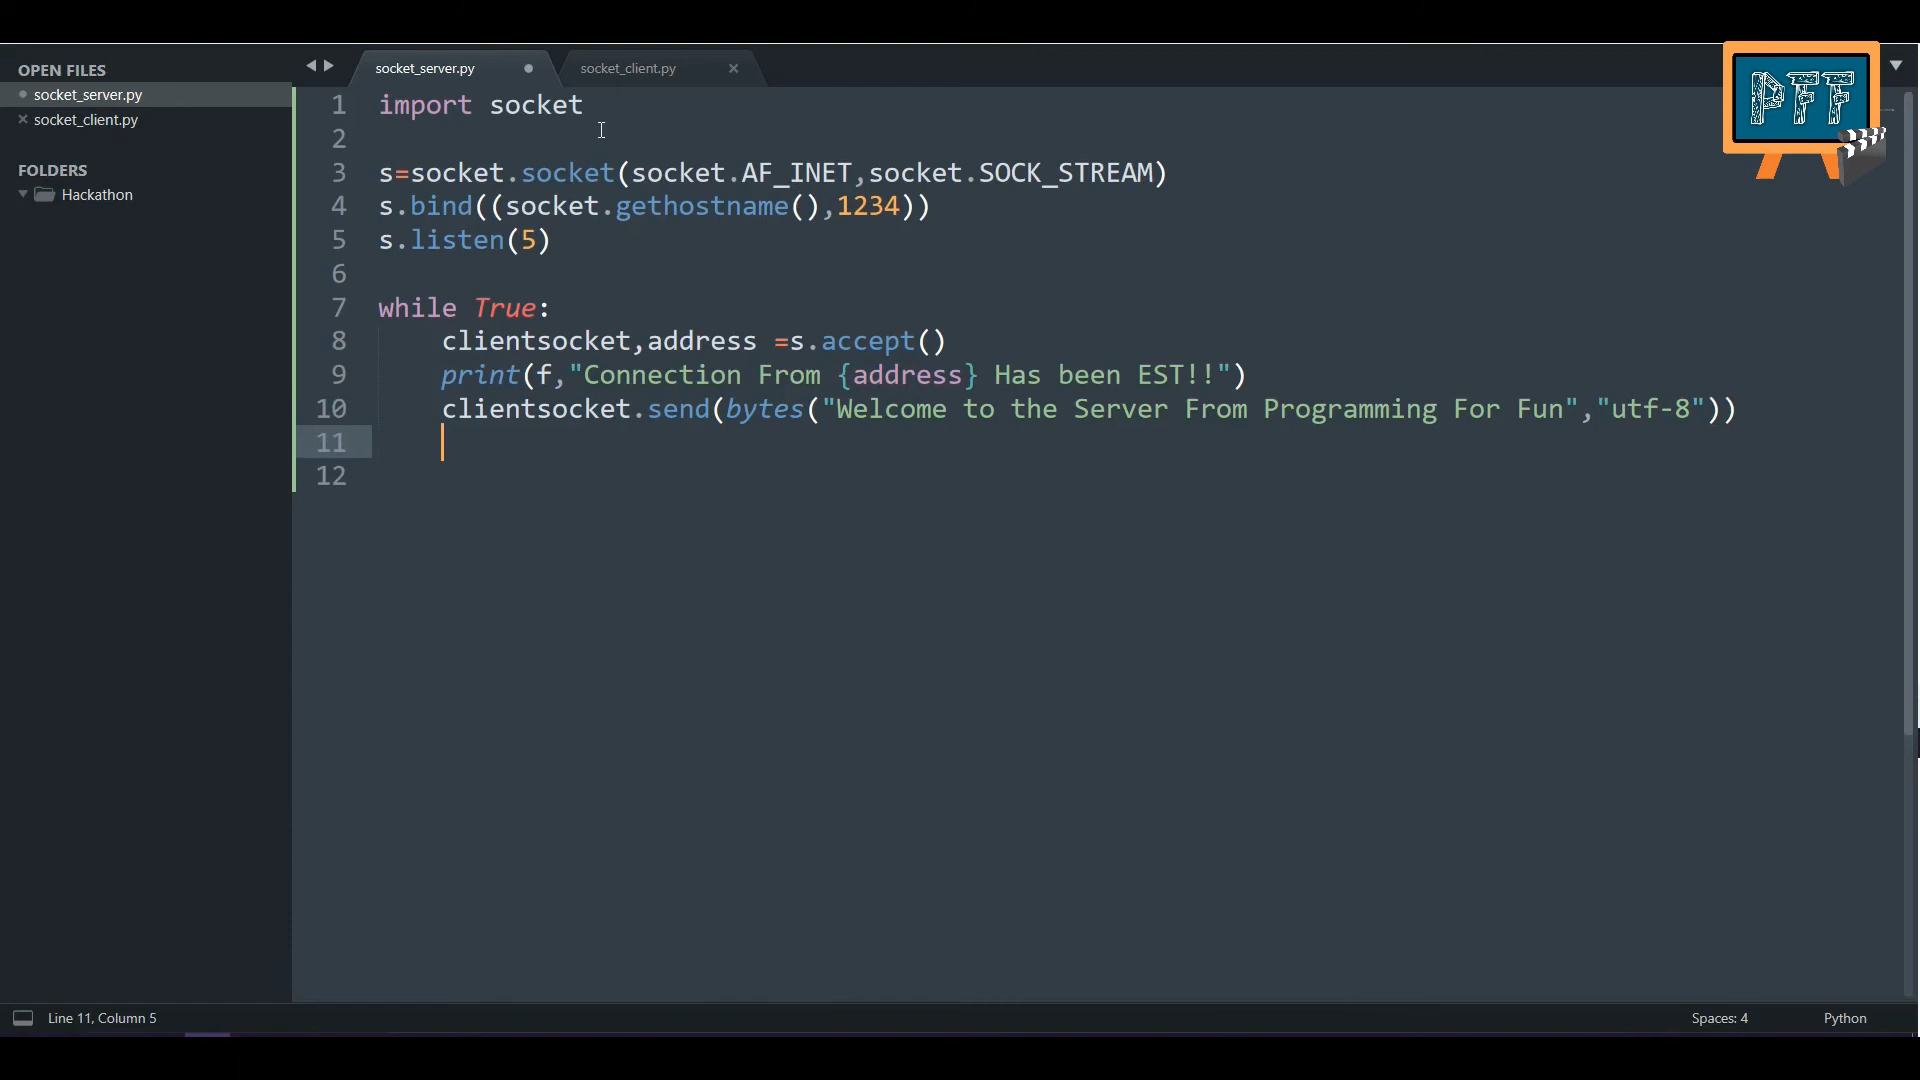 OPEN FILES
socket_server.py
socket_client.py
FOLDERS
Hackathon
socket_server.py
socket_client.py
PFF
1 import socket
2
3 s=socket.socket(socket.AF_INET,socket.SOCK_STREAM)
4 s.bind((socket.gethostname(),1234))
5 s.listen(5)
6
7 while True:
8 clientsocket,address =s.accept()
9 print(f,"Connection From {address} Has been EST!!")
10 clientsocket.send(bytes("Welcome to the Server From Programming For Fun","utf-8"))
11
12
Line 11, Column 5
Spaces: 4
Python